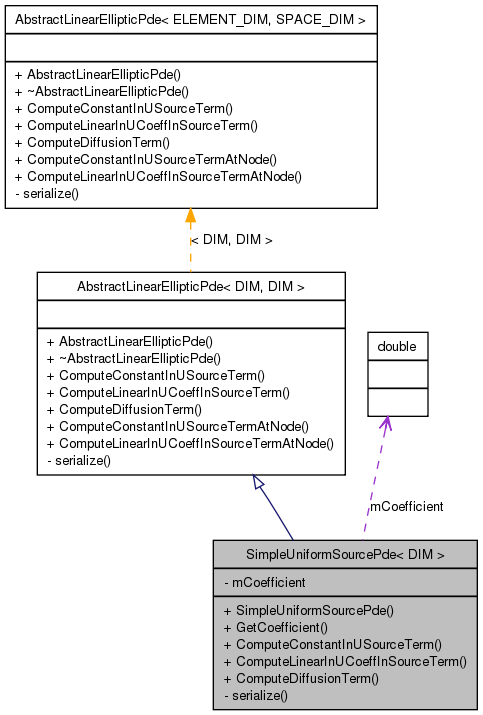 AbstractLinearEllipticPde< ELEMENT_DIM, SPACE_DIM >
+ AbstractLinearEllipticPde()
+ ~AbstractLinearEllipticPde()
+ ComputeConstantInUSourceTerm()
+ ComputeLinearInUCoeffInSourceTerm()
+ ComputeDiffusionTerm()
+ ComputeConstantInUSourceTermAtNode()
+ ComputeLinearInUCoeffInSourceTermAtNode()
- serialize()
< DIM, DIM >
AbstractLinearEllipticPde< DIM, DIM >
+ AbstractLinearEllipticPde()
+ ~AbstractLinearEllipticPde()
+ ComputeConstantInUSourceTerm()
+ ComputeLinearInUCoeffInSourceTerm()
+ ComputeDiffusionTerm()
+ ComputeConstantInUSourceTermAtNode()
+ ComputeLinearInUCoeffInSourceTermAtNode()
- serialize()
double
mCoefficient
SimpleUniformSourcePde< DIM >
- mCoefficient
+ SimpleUniformSourcePde()
+ GetCoefficient()
+ ComputeConstantInUSourceTerm()
+ ComputeLinearInUCoeffInSourceTerm()
+ ComputeDiffusionTerm()
- serialize()